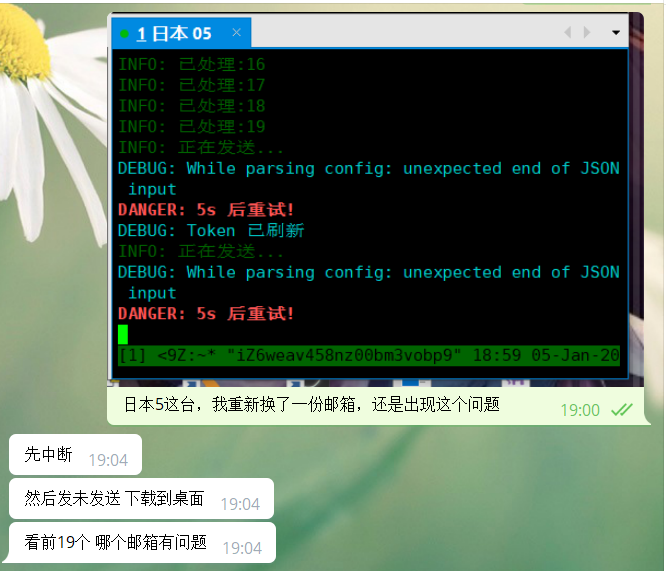 1 日本 05 ×
INFO: 已处理:16
INFO: 已处理:17
INFO: 已处理:18
INFO: 已处理:19
INFO: 正在发送...
DEBUG: While parsing config: unexpected end of JSON
input
DANGER: 5s 后重试!
DEBUG: Token 已刷新
INFO: 正在发送...
DEBUG: While parsing config: unexpected end of JSON
input
DANGER: 5s 后重试!
[1] <9Z:~* "iZ6weav458nz00bm3vobp9" 18:59 05-Jan-20
日本5这台，我重新换了一份邮箱，还是出现这个问题 19:00
先中断 19:04
然后发未发送 下载到桌面 19:04
看前19个 哪个邮箱有问题 19:04